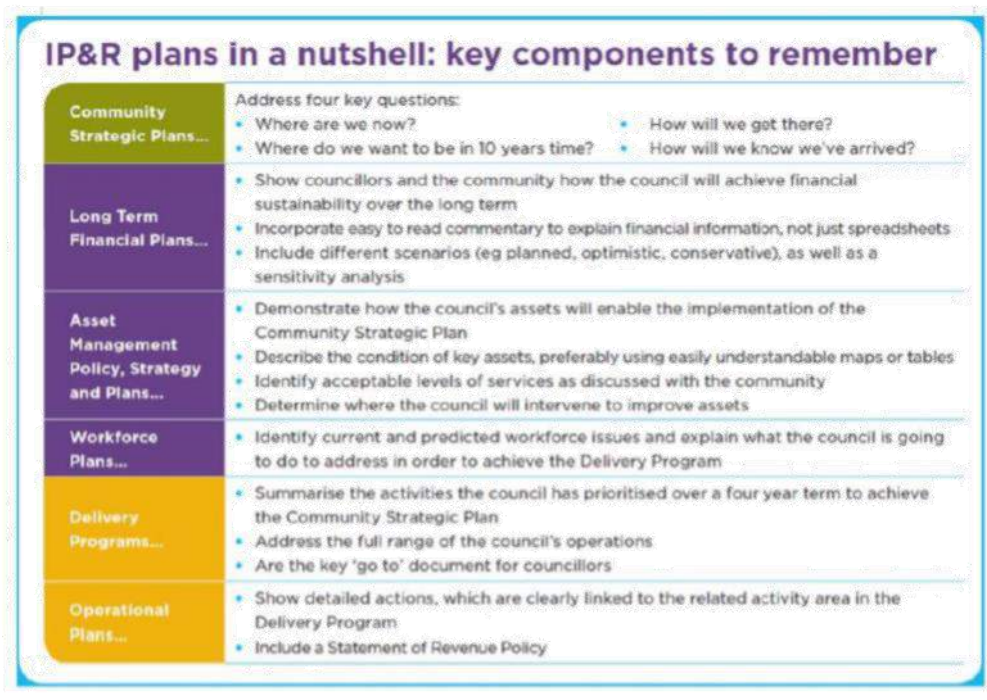 IP&R plans in a nutshell: key components to remember
Community
Strategic Plans...
Address four key questions:
• Where are we now?
• How will we get there?
• Where do we want to be in 10 years time?
• How will we know we've arrived?
Long Term
Financial Plans...
• Show councillors and the community how the council will achieve financial
sustainability over the long term
• Incorporate easy to read commentary to explain financial information, not just spreadsheets
• Include different scenarios (eg planned, optimistic, conservative), as well as a
sensitivity analysis
Asset
Management
Policy, Strategy
and Plans...
• Demonstrate how the council's assets will enable the implementation of the
Community Strategic Plan
• Describe the condition of key assets, preferably using easily understandable maps or tables
• Identify acceptable levels of services as discussed with the community
• Determine where the council will intervene to improve assets
Workforce
Plans...
• Identify current and predicted workforce issues and explain what the council is going
to do to address in order to achieve the Delivery Program
Delivery
Programs...
• Summarise the activities the council has prioritised over a four year term to achieve
the Community Strategic Plan
• Address the full range of the council's operations
• Are the key 'go to' document for councillors
Operational
Plans...
• Show detailed actions, which are clearly linked to the related activity area in the
Delivery Program
• Include a Statement of Revenue Policy